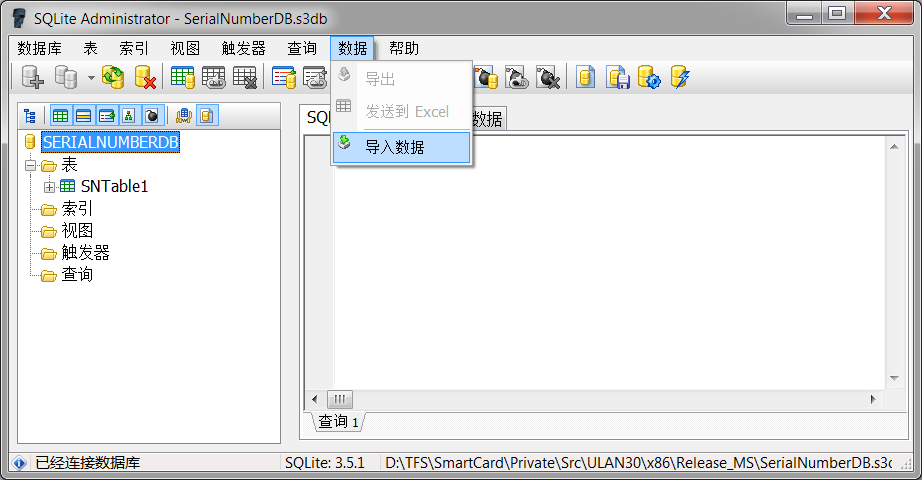 SQLite Administrator - SerialNumberDB.s3db
数据库 表 索引 视图 触发器 查询 数据 帮助
导出
发送到 Excel
导入数据
SQL
数据
SERIALNUMBERDB
表
SNTable1
索引
视图
触发器
查询
查询 1
已经连接数据库 SQLite: 3.5.1 D:\TFS\SmartCard\Private\Src\ULAN30\x86\Release_MS\SerialNumberDB.s3d